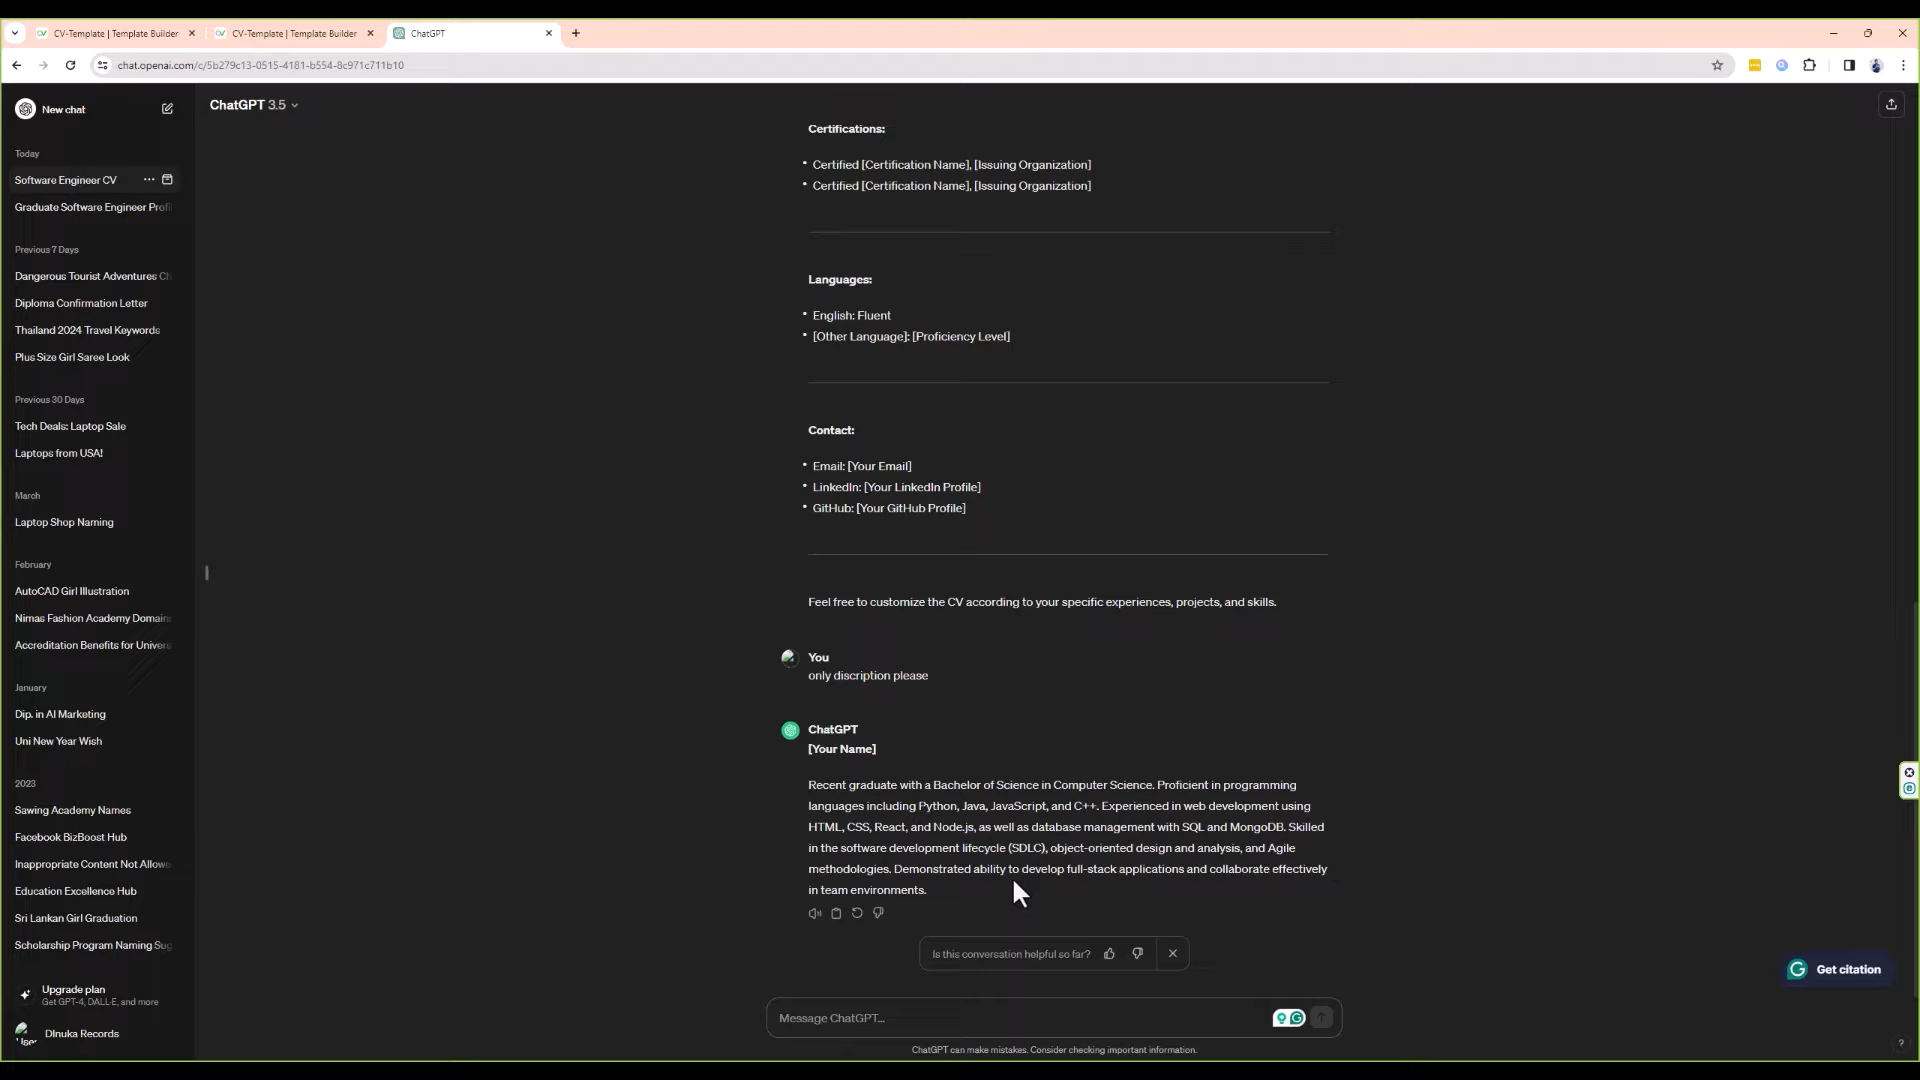 CV-Template | Template Builder
CV-Template | Template Builder
ChatGPT
chat.openai.com/c/5b279c13-0515-4181-b554-8c971c711b10
New chat
Today
Software Engineer CV
Graduate Software Engineer Profi
Previous 7 Days
Dangerous Tourist Adventures Ch
Diploma Confirmation Letter
Thailand 2024 Travel Keywords
Plus Size Girl Saree Look
Previous 30 Days
Tech Deals: Laptop Sale
Laptops from USA!
March
Laptop Shop Naming
February
AutoCAD Girl Illustration
Nimas Fashion Academy Domain
Accreditation Benefits for Univers
January
Dip. in AI Marketing
Uni New Year Wish
2023
Sawing Academy Names
Facebook BizBoost Hub
Inappropriate Content Not Allowe
Education Excellence Hub
Sri Lankan Girl Graduation
Scholarship Program Naming Sug
Upgrade plan
Get GPT-4, DALL·E, and more
DInuka Records
ChatGPT 3.5
Certifications:
• Certified [Certification Name], [Issuing Organization]
• Certified [Certification Name], [Issuing Organization]
Languages:
• English: Fluent
• [Other Language]: [Proficiency Level]
Contact:
• Email: [Your Email]
• LinkedIn: [Your LinkedIn Profile]
• GitHub: [Your GitHub Profile]
Feel free to customize the CV according to your specific experiences, projects, and skills.
You
only discription please
ChatGPT
[Your Name]
Recent graduate with a Bachelor of Science in Computer Science. Proficient in programming
languages including Python, Java, JavaScript, and C++. Experienced in web development using
HTML, CSS, React, and Node.js, as well as database management with SQL and MongoDB. Skilled
in the software development lifecycle (SDLC), object-oriented design and analysis, and Agile
methodologies. Demonstrated ability to develop full-stack applications and collaborate effectively
in team environments.
Is this conversation helpful so far?
Get citation
Message ChatGPT...
ChatGPT can make mistakes. Consider checking important information.
?